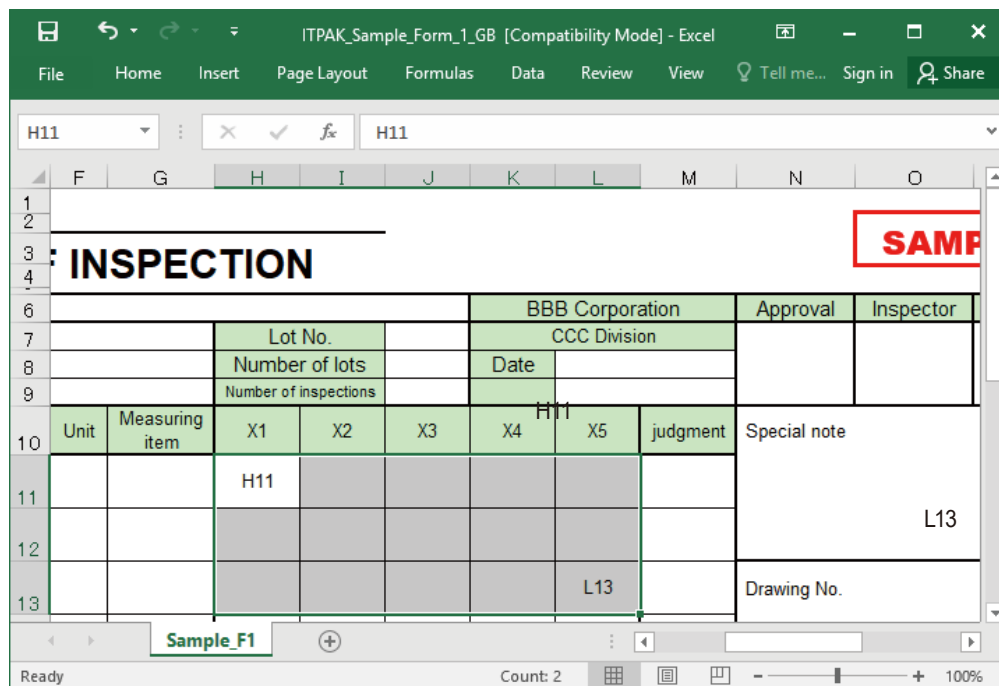 ITPAK_Sample_Form_1_GB [Compatibility Mode] - Excel
File Home Insert Page Layout Formulas Data Review View Tell me... Sign in Share
H11 fx H11
F G H I J K L M N O
1
2
3 INSPECTION SAMP
4
6 BBB Corporation Approval Inspector
7 Lot No. CCC Division
8 Number of lots Date
9 Number of inspections
H11
10 Unit Measuring item X1 X2 X3 X4 X5 judgment Special note
11 H11
L13
12
13 L13 Drawing No.
Sample_F1
Ready Count: 2 100%